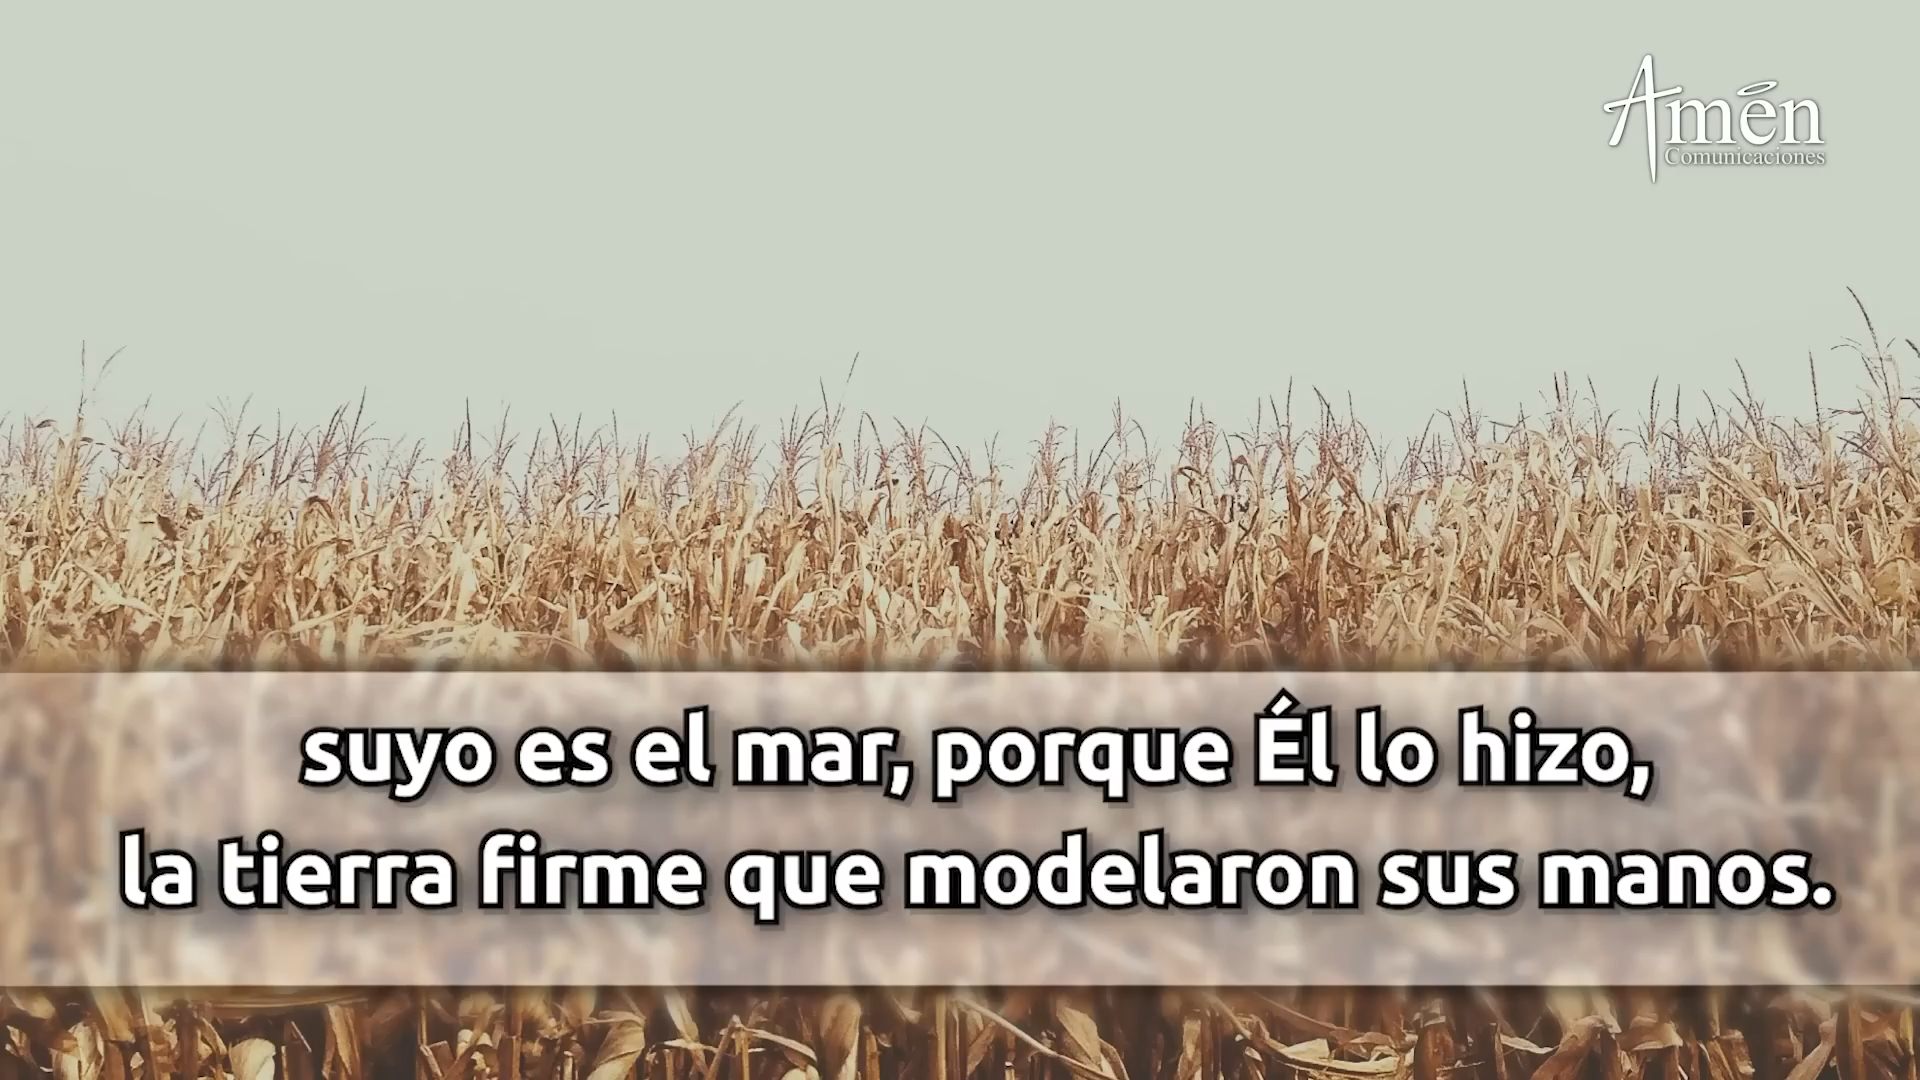 Amén
Comunicaciones
suyo es el mar, porque Él lo hizo,
la tierra firme que modelaron sus manos.